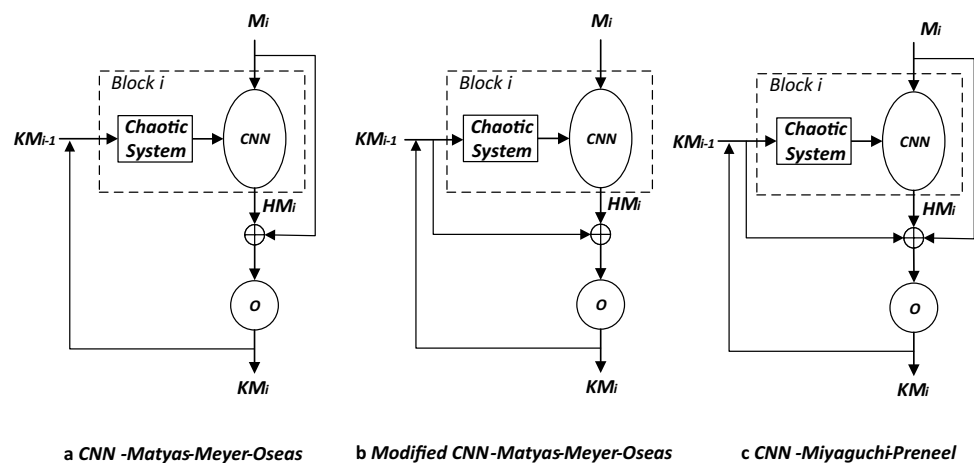 Mi
Block i
KMi-1
Chaotic
System
CNN
HMi
O
KMi
a CNN -Matyas-Meyer-Oseas
Mi
Block i
KMi-1
Chaotic
System
CNN
HMi
O
KMi
b Modified CNN-Matyas-Meyer-Oseas
Mi
Block i
KMi-1
Chaotic
System
CNN
HMi
O
KMi
c CNN -Miyaguchi-Preneel